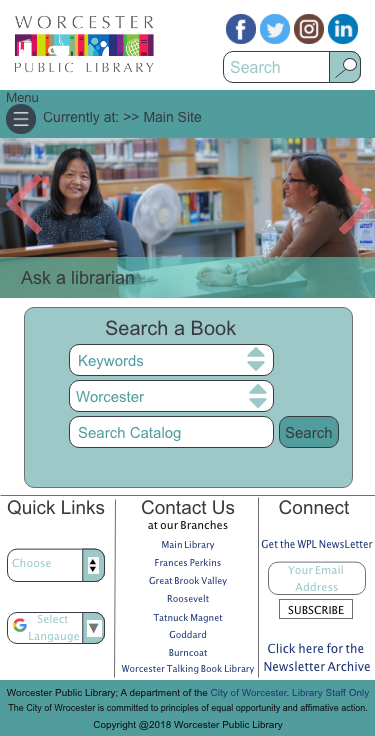 WORCESTER
PUBLIC LIBRARY
Search
Menu
Currently at: >> Main Site
Ask a librarian
Search a Book
Keywords
Worcester
Search Catalog
Search
Quick Links
Choose
Select
Langauge
Contact Us
at our Branches
Main Library
Frances Perkins
Great Brook Valley
Roosevelt
Tatnuck Magnet
Goddard
Burncoat
Worcester Talking Book Library
Connect
Get the WPL NewsLetter
Your Email
Address
SUBSCRIBE
Click here for the
Newsletter Archive
Worcester Public Library; A department of the City of Worcester. Library Staff Only
The City of Wrocester is committed to principles of equal opportunity and affirmative action.
Copyright @2018 Worcester Public Library